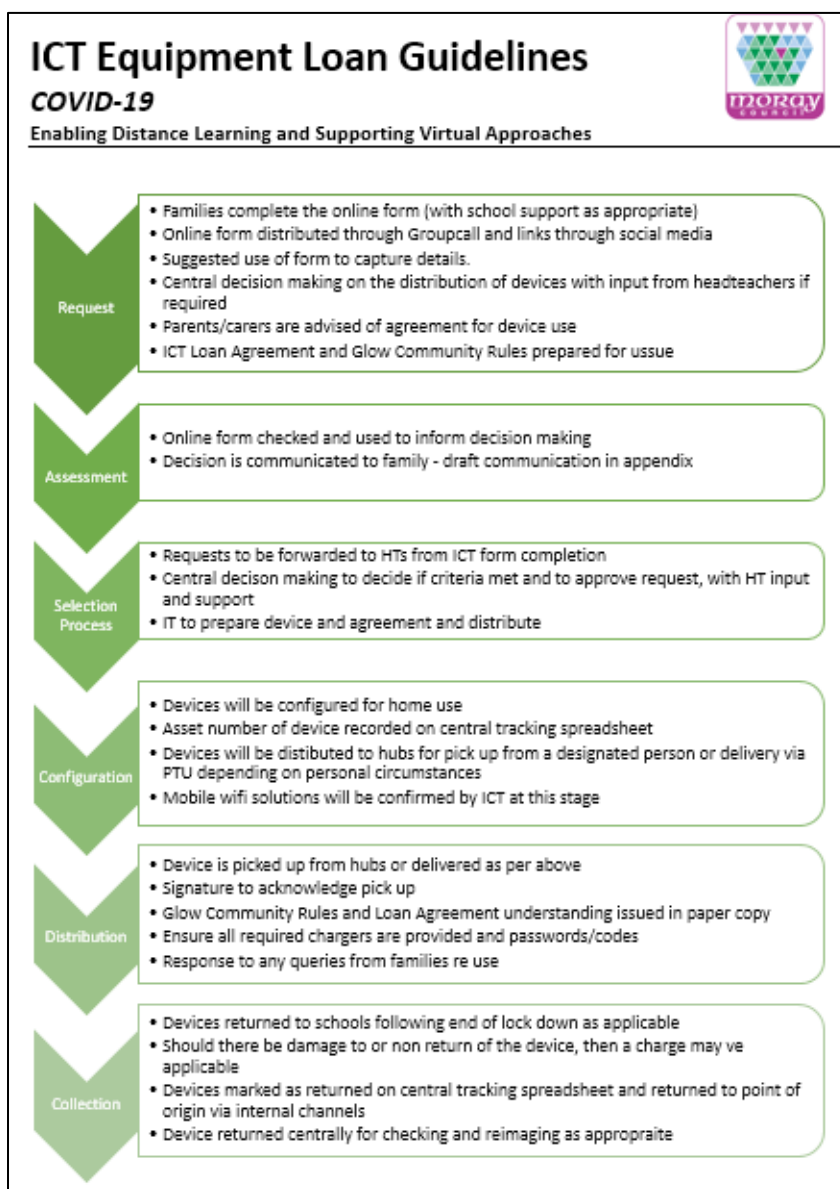 ICT Equipment Loan Guidelines
COVID-19
Enabling Distance Learning and Supporting Virtual Approaches
moray
COUNCIL
Request
• Families complete the online form (with school support as appropriate)
• Online form distributed through Groupcall and links through social media
• Suggested use of form to capture details.
• Central decision making on the distribution of devices with input from headteachers if
required
• Parents/carers are advised of agreement for device use
• ICT Loan Agreement and Glow Community Rules prepared for ussue
Assessment
• Online form checked and used to inform decision making
• Decision is communicated to family - draft communication in appendix
Selection
Process
• Requests to be forwarded to HTs from ICT form completion
• Central decison making to decide if criteria met and to approve request, with HT input
and support
• IT to prepare device and agreement and distribute
Configuration
• Devices will be configured for home use
• Asset number of device recorded on central tracking spreadsheet
• Devices will be distibuted to hubs for pick up from a designated person or delivery via
PTU depending on personal circumstances
• Mobile wifi solutions will be confirmed by ICT at this stage
Distribution
• Device is picked up from hubs or delivered as per above
• Signature to acknowledge pick up
• Glow Community Rules and Loan Agreement understanding issued in paper copy
• Ensure all required chargers are provided and passwords/codes
• Response to any queries from families re use
Collection
• Devices returned to schools following end of lock down as applicable
• Should there be damage to or non return of the device, then a charge may ve
applicable
• Devices marked as returned on central tracking spreadsheet and returned to point of
origin via internal channels
• Device returned centrally for checking and reimaging as appropraite